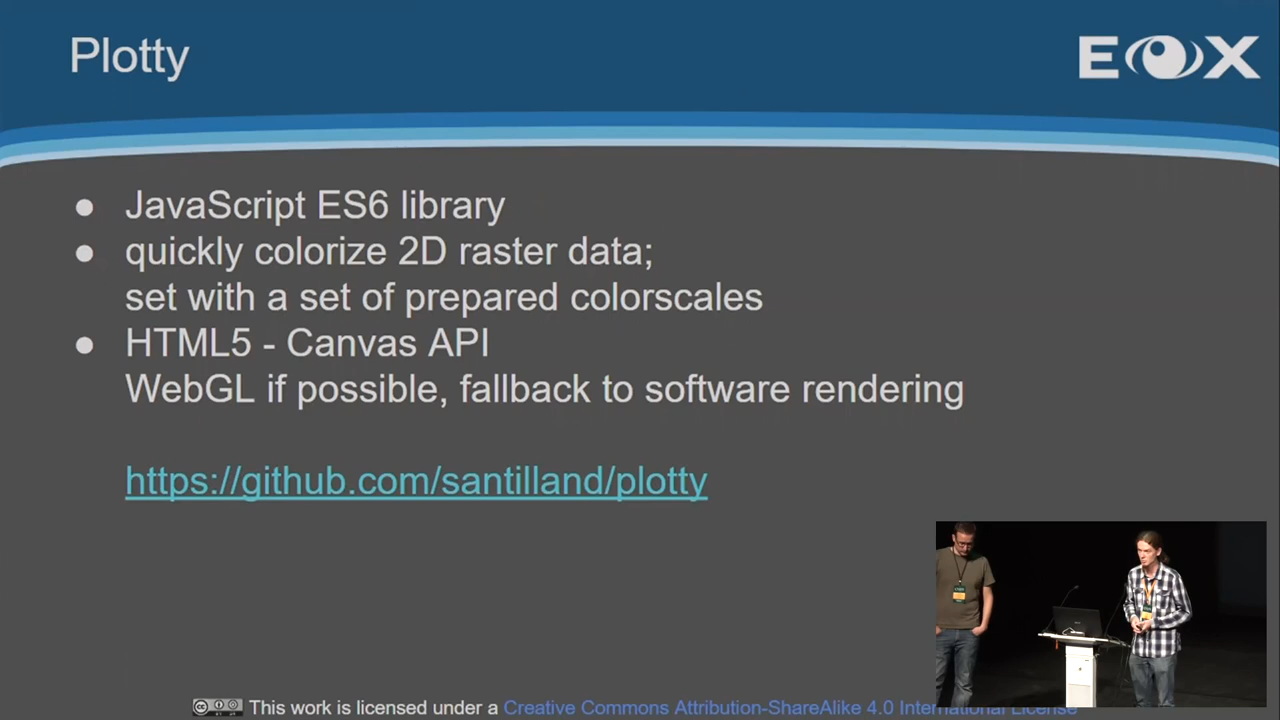 Plotty
EOX
● JavaScript ES6 library
● quickly colorize 2D raster data;
set with a set of prepared colorscales
● HTML5 - Canvas API
WebGL if possible, fallback to software rendering
https://github.com/santilland/plotty
This work is licensed under a Creative Commons Attribution-ShareAlike 4.0 International License